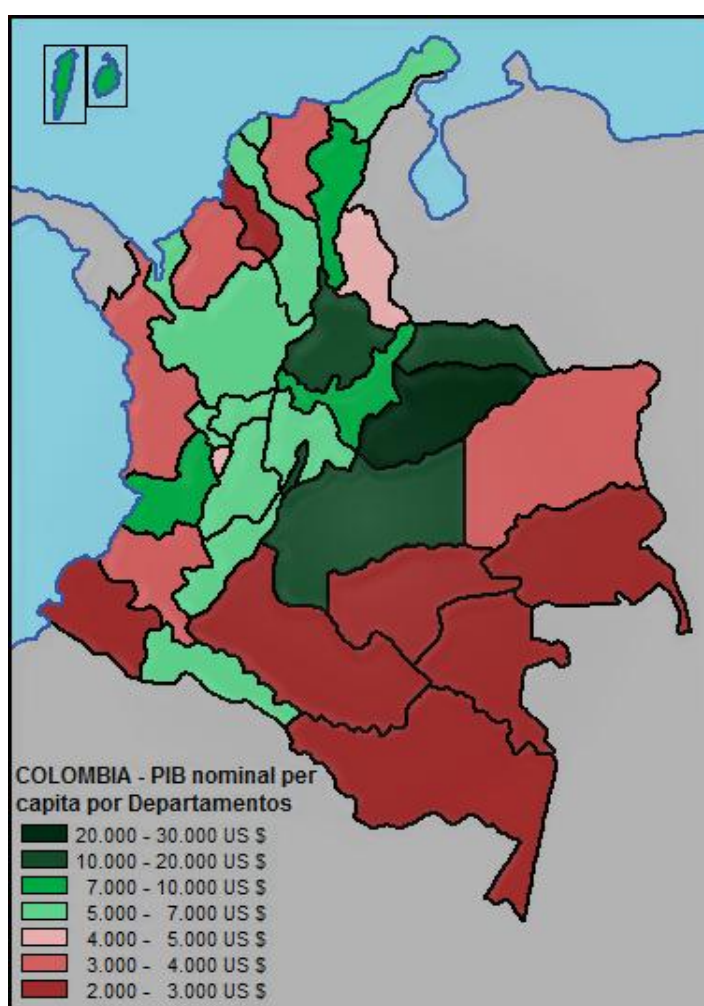 COLOMBIA - PIB nominal per
capita por Departamentos
20.000 - 30.000 US $
10.000 - 20.000 US $
7.000 - 10.000 US $
5.000 - 7.000 US $
4.000 - 5.000 US $
3.000 - 4.000 US $
2.000 - 3.000 US $